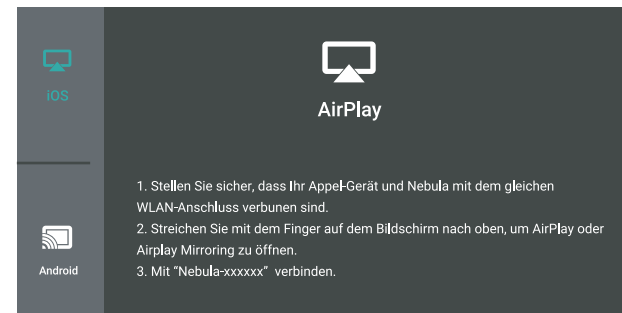 iOS
AirPlay
1. Stellen Sie sicher, dass Ihr Appel-Gerät und Nebula mit dem gleichen
WLAN-Anschluss verbunen sind.
2. Streichen Sie mit dem Finger auf dem Bildschirm nach oben, um AirPlay oder
Airplay Mirroring zu öffnen.
3. Mit “Nebula-xxxxxx” verbinden.
Android